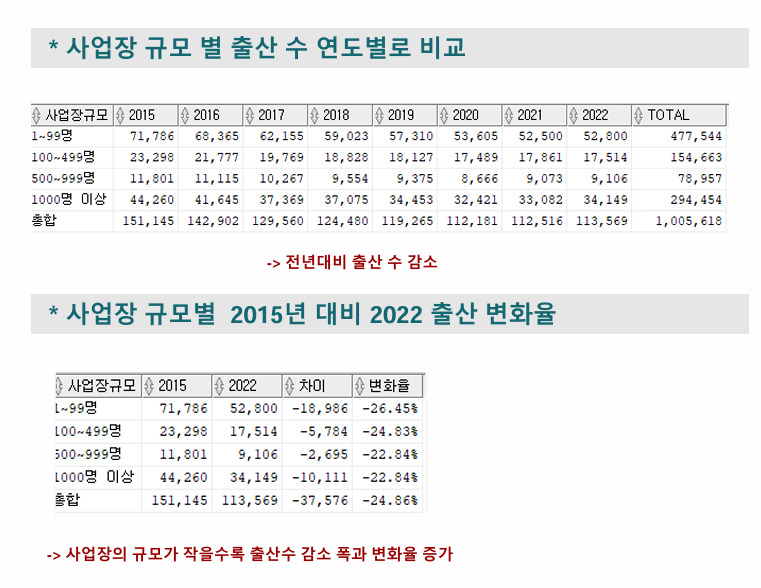 * 사업장 규모 별 출산 수 연도별로 비교
사업장규모 2015 2016 2017 2018 2019 2020 2021 2022 TOTAL
1~99명 71,786 68,365 62,155 59,023 57,310 53,605 52,500 52,800 477,544
100~499명 23,298 21,777 19,769 18,828 18,127 17,489 17,861 17,514 154,663
500~999명 11,801 11,115 10,267 9,554 9,375 8,666 9,073 9,106 78,957
1000명 이상 44,260 41,645 37,369 37,075 34,453 32,421 33,082 34,149 294,454
총합 151,145 142,902 129,560 124,480 119,265 112,181 112,516 113,569 1,005,618
-> 전년대비 출산 수 감소
* 사업장 규모별 2015년 대비 2022 출산 변화율
사업장규모 2015 2022 차이 변화율
1~99명 71,786 52,800 -18,986 -26.45%
100~499명 23,298 17,514 -5,784 -24.83%
500~999명 11,801 9,106 -2,695 -22.84%
1000명 이상 44,260 34,149 -10,111 -22.84%
총합 151,145 113,569 -37,576 -24.86%
-> 사업장의 규모가 작을수록 출산수 감소 폭과 변화율 증가